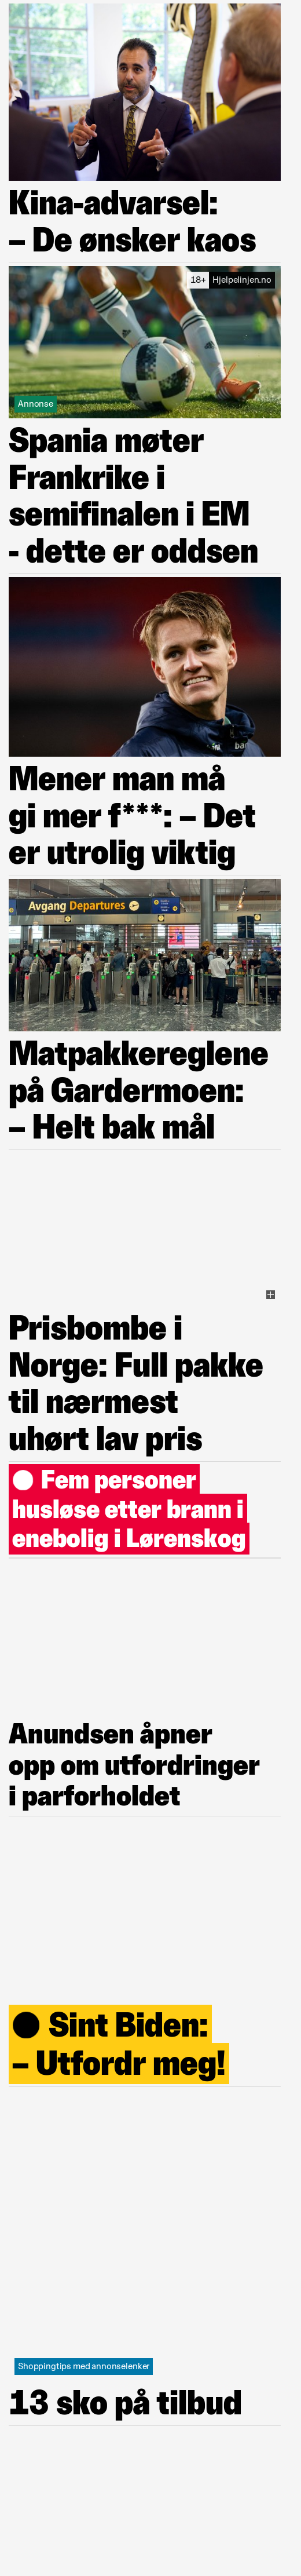 Kina-advarsel:
– De ønsker kaos
18+ Hjelpelinjen.no
Annonse
Spania møter
Frankrike i
semifinalen i EM
- dette er oddsen
Mener man må
gi mer f***: – Det
er utrolig viktig
Avgang Departures
Matpakkereglene
på Gardermoen:
– Helt bak mål
Prisbombe i
Norge: Full pakke
til nærmest
uhørt lav pris
Fem personer
husløse etter brann i
enebolig i Lørenskog
Anundsen åpner
opp om utfordringer
i parforholdet
Sint Biden:
– Utfordr meg!
Shoppingtips med annonselenker
13 sko på tilbud